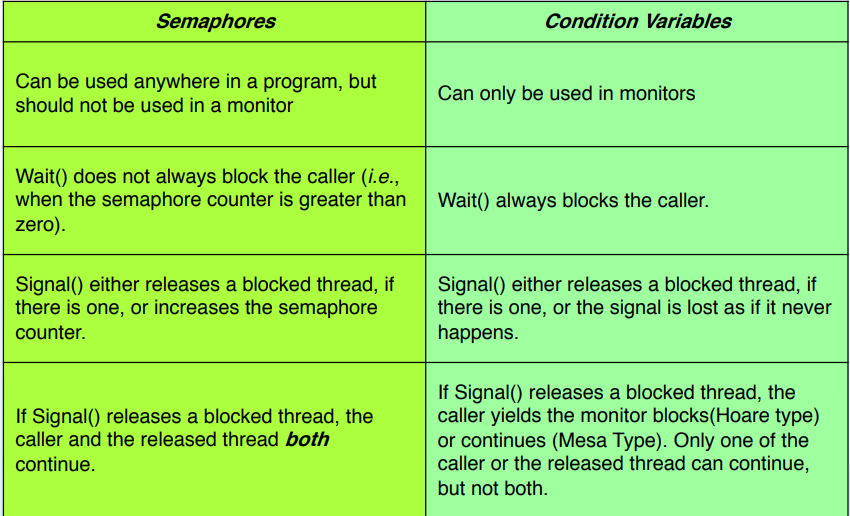 Semaphores
Condition Variables
Can be used anywhere in a program, but
should not be used in a monitor
Can only be used in monitors
Wait() does not always block the caller (i.e.,
when the semaphore counter is greater than
zero).
Wait() always blocks the caller.
Signal() either releases a blocked thread, if
there is one, or increases the semaphore
counter.
Signal() either releases a blocked thread, if
there is one, or the signal is lost as if it never
happens.
If Signal() releases a blocked thread, the
caller and the released thread both
continue.
If Signal() releases a blocked thread, the
caller yields the monitor blocks(Hoare type)
or continues (Mesa Type). Only one of the
caller or the released thread can continue,
but not both.